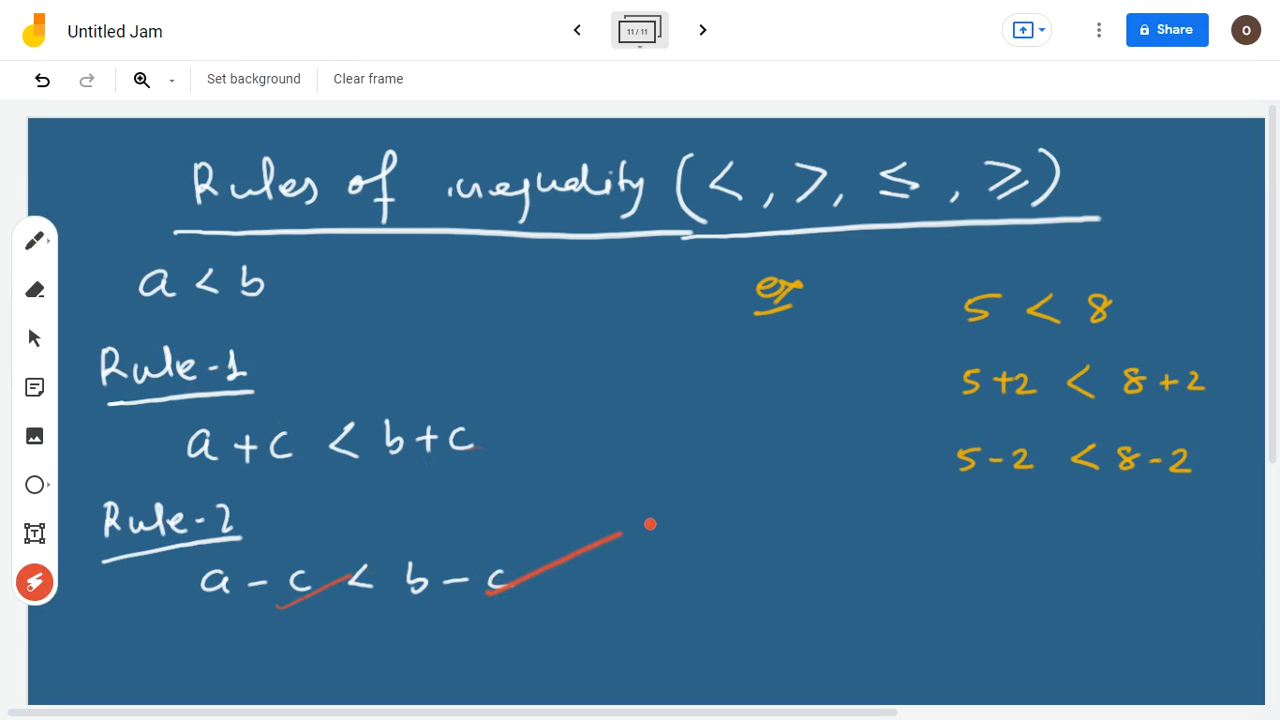 Untitled Jam
11 / 11
Share
O
Set background
Clear frame
Rules of inequality (<, >, ≤, ≥)
a < b
ex
5 < 8
Rule-1
5+2 < 8+2
a+c < b+c
5-2 < 8-2
Rule-2
a - c < b - c